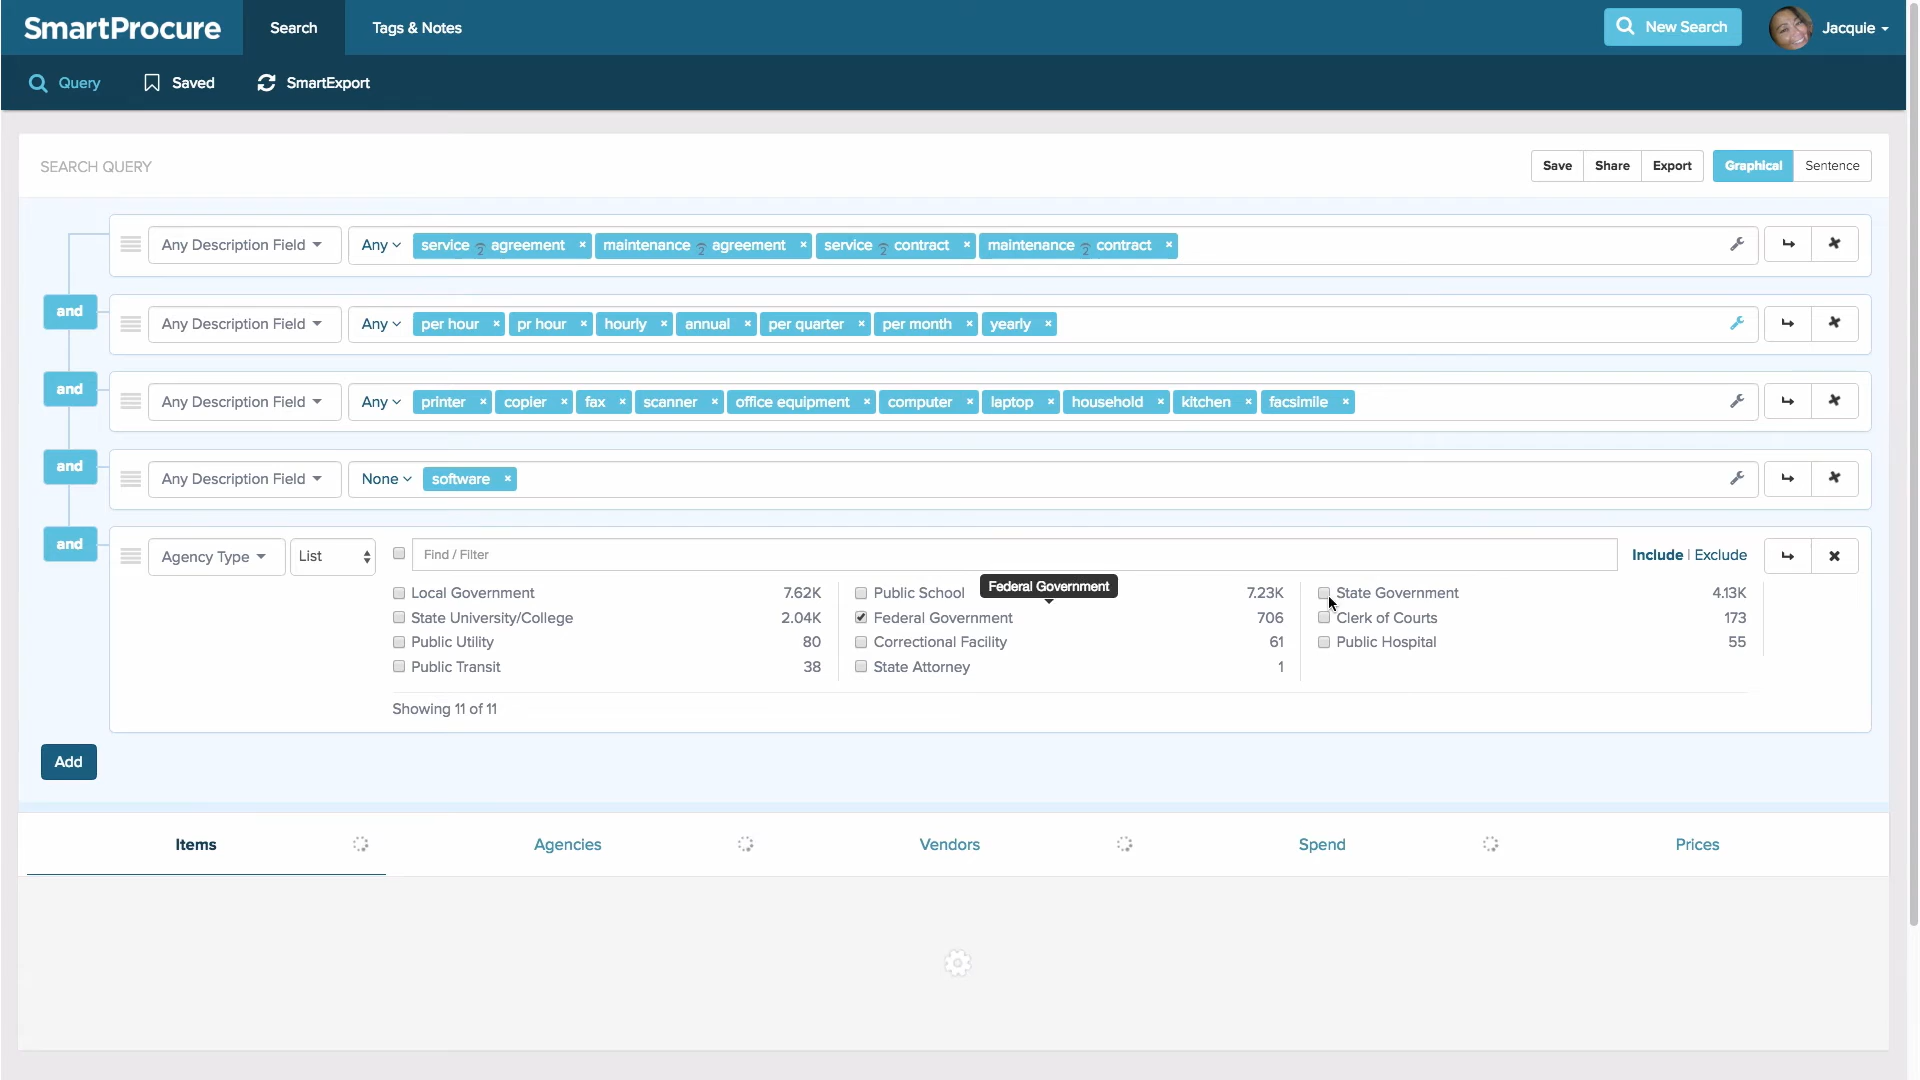 SmartProcure Search Tags & Notes New Search Jacquie
Query Saved SmartExport
SEARCH QUERY Save Share Export Graphical Sentence
Any Description Field Any service 2 agreement × maintenance 2 agreement × service 2 contract × maintenance 2 contract ×
and
Any Description Field Any per hour × pr hour × hourly × annual × per quarter × per month × yearly ×
and
Any Description Field Any printer × copier × fax × scanner × office equipment × computer × laptop × household × kitchen × facsimile ×
and
Any Description Field None software ×
and
Agency Type List Find / Filter Include | Exclude
Federal Government
Local Government 7.62K Public School 7.23K State Government 4.13K
State University/College 2.04K Federal Government 706 Clerk of Courts 173
Public Utility 80 Correctional Facility 61 Public Hospital 55
Public Transit 38 State Attorney 1
Showing 11 of 11
Add
Items Agencies Vendors Spend Prices